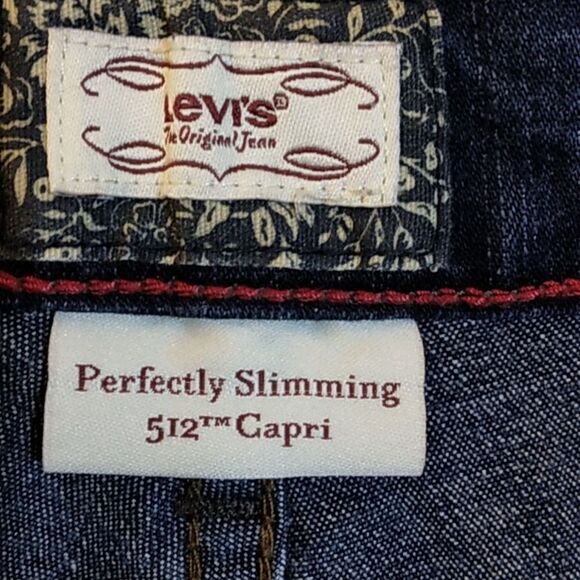 Levi's®
The Original Jean
Perfectly Slimming
512™ Capri